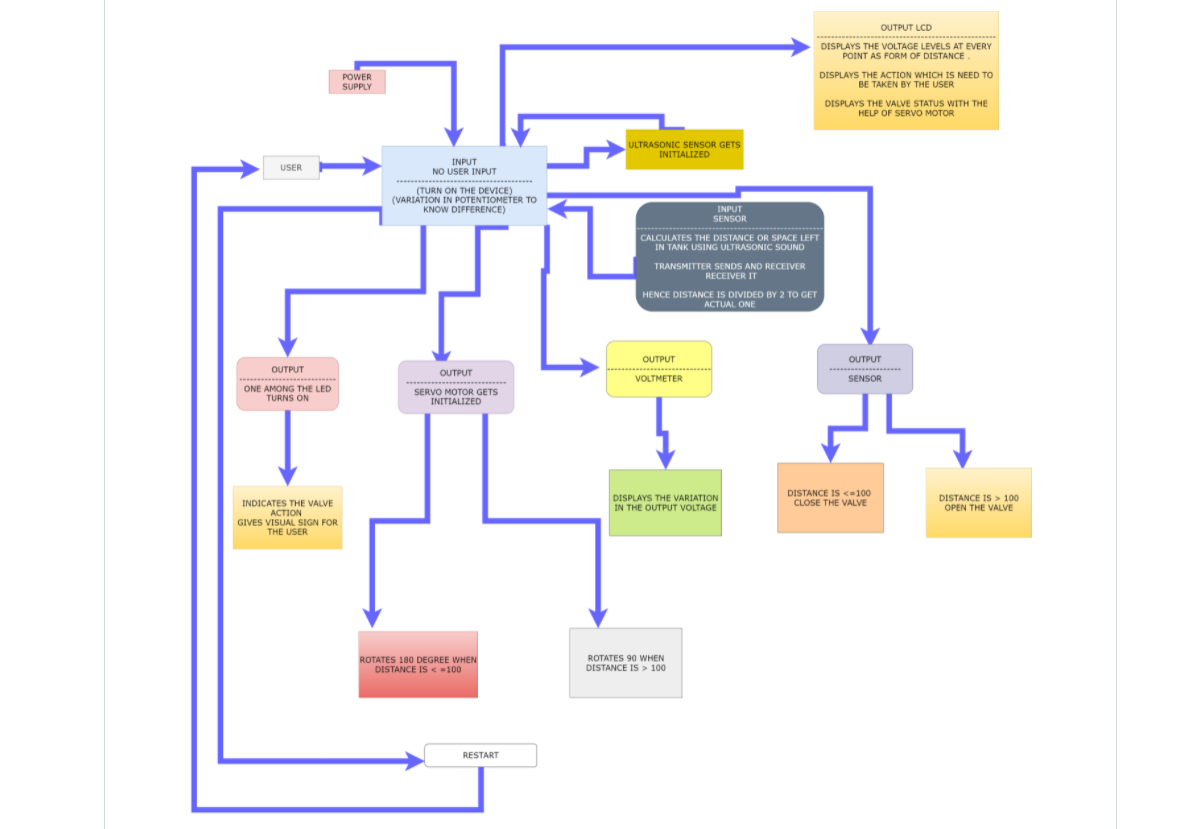 OUTPUT LCD
DISPLAYS THE VOLTAGE LEVELS AT EVERY
POINT AS FORM OF DISTANCE .
DISPLAYS THE ACTION WHICH IS NEED TO
BE TAKEN BY THE USER
DISPLAYS THE VALVE STATUS WITH THE
HELP OF SERVO MOTOR
POWER
SUPPLY
ULTRASONIC SENSOR GETS
INITIALIZED
USER
INPUT
NO USER INPUT
(TURN ON THE DEVICE)
(VARIATION IN POTENTIOMETER TO
KNOW DIFFERENCE)
INPUT
SENSOR
CALCULATES THE DISTANCE OR SPACE LEFT
IN TANK USING ULTRASONIC SOUND
TRANSMITTER SENDS AND RECEIVER
RECEIVER IT
HENCE DISTANCE IS DIVIDED BY 2 TO GET
ACTUAL ONE
OUTPUT
ONE AMONG THE LED
TURNS ON
OUTPUT
SERVO MOTOR GETS
INITIALIZED
OUTPUT
VOLTMETER
OUTPUT
SENSOR
INDICATES THE VALVE
ACTION
GIVES VISUAL SIGN FOR
THE USER
DISPLAYS THE VARIATION
IN THE OUTPUT VOLTAGE
DISTANCE IS <=100
CLOSE THE VALVE
DISTANCE IS > 100
OPEN THE VALVE
ROTATES 180 DEGREE WHEN
DISTANCE IS < =100
ROTATES 90 WHEN
DISTANCE IS > 100
RESTART